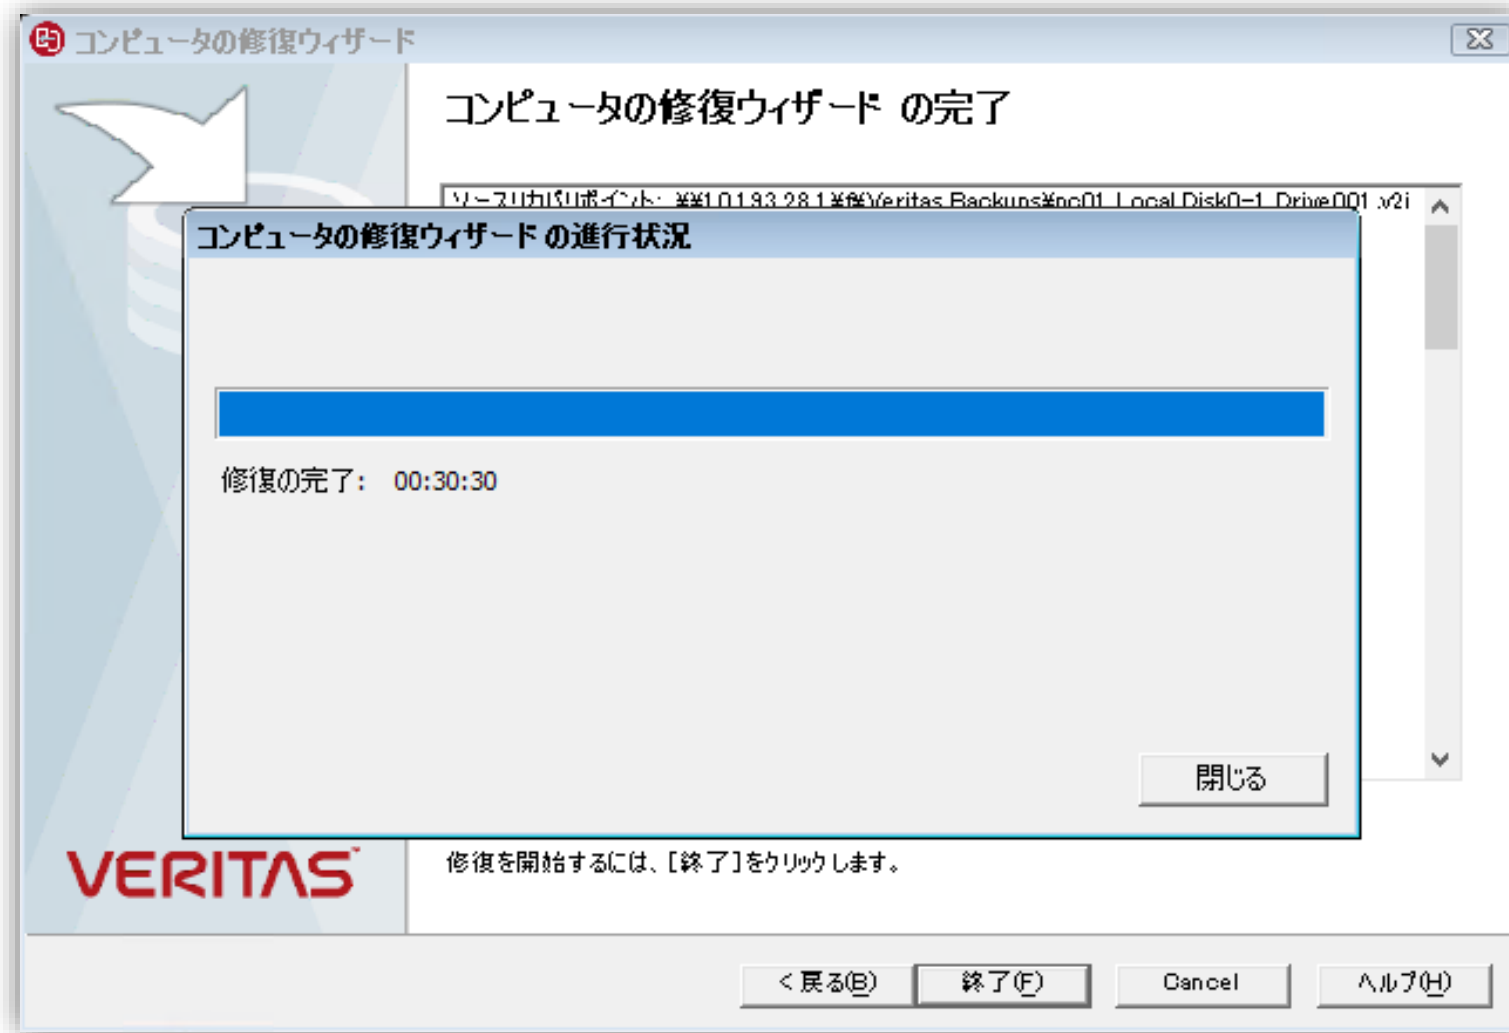 コンピュータの修復ウィザード
コンピュータの修復ウィザード の完了
ソースリカバリポイント: ¥¥10.193.28.1¥f¥Veritas Backups¥pc01_Local Disk0-1_Drive001.v2i
コンピュータの修復ウィザード の進行状況
修復の完了: 00:30:30
閉じる
VERITAS™
修復を開始するには、[終了]をクリックします。
< 戻る(B)
終了(F)
Cancel
ヘルプ(H)